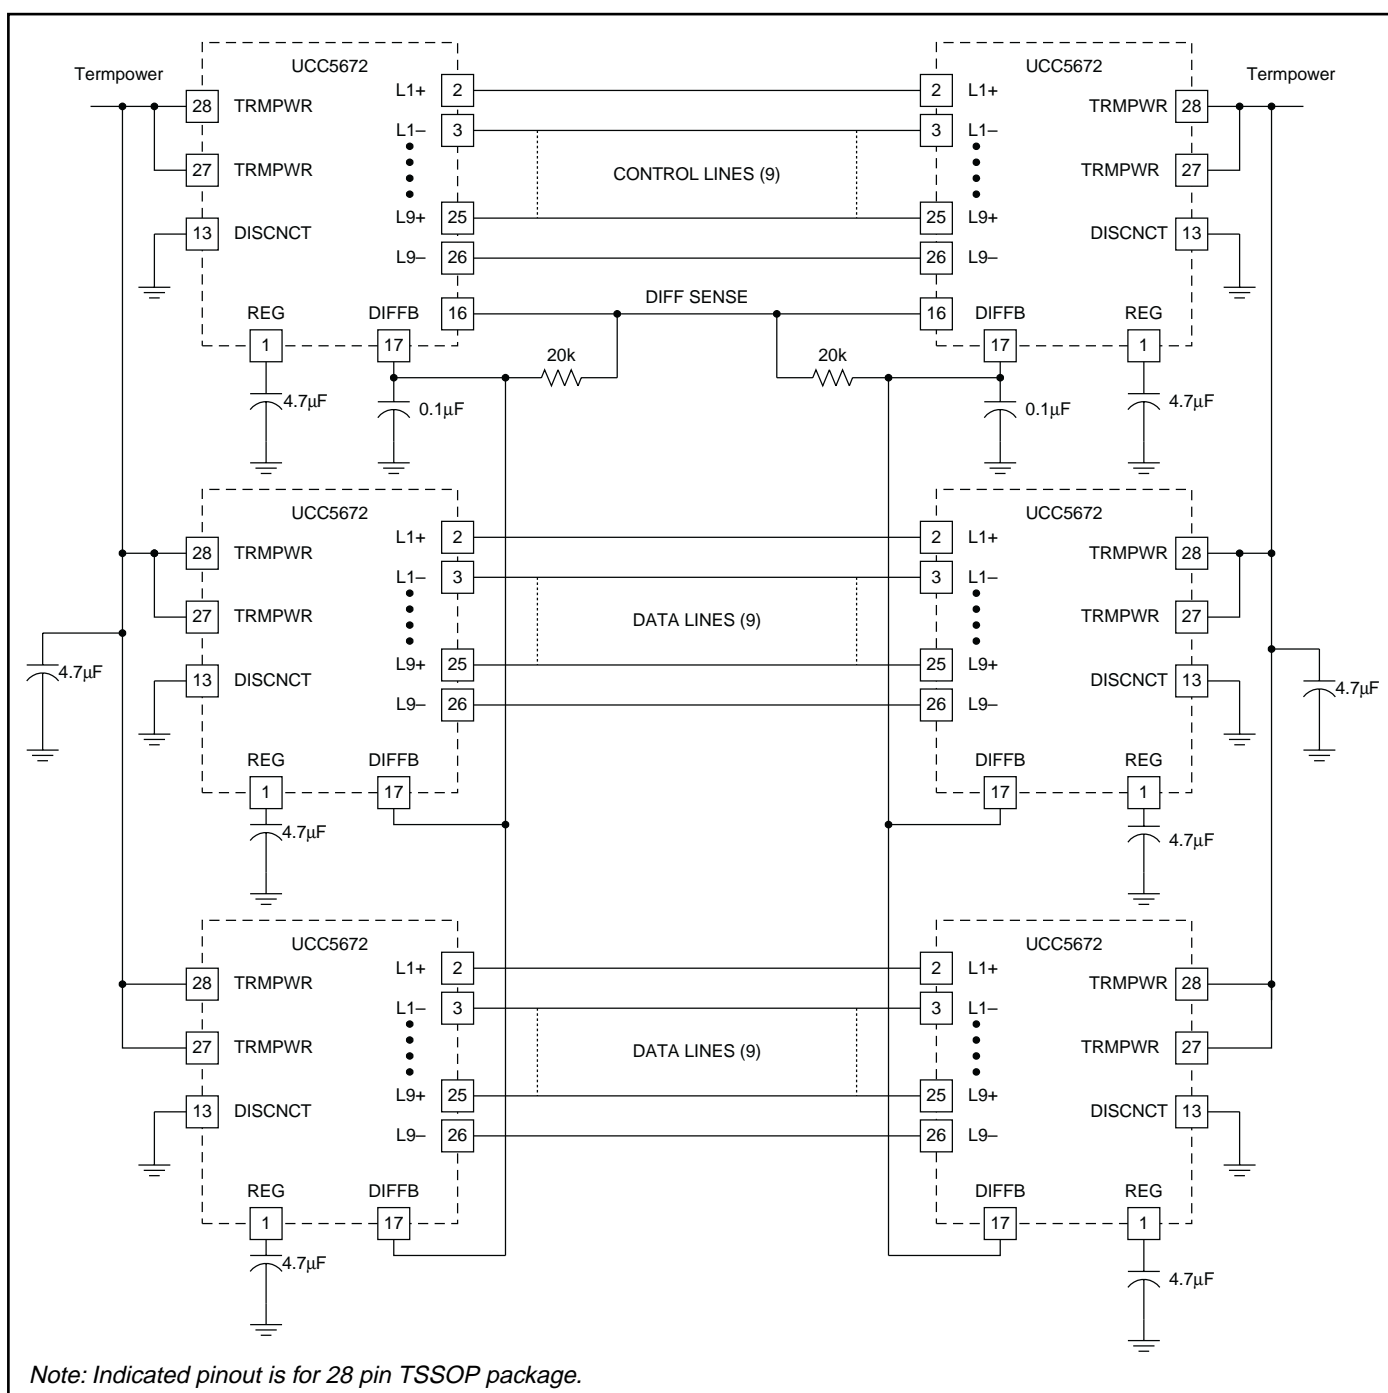 Termpower UCC5672 UCC5672 Termpower
L1+ 2 2 L1+
28 TRMPWR TRMPWR 28
L1– 3 3 L1–
27 TRMPWR CONTROL LINES (9) TRMPWR 27
L9+ 25 25 L9+
13 DISCNCT DISCNCT 13
L9– 26 26 L9–
DIFF SENSE
REG DIFFB 16 16 DIFFB REG
1 17 17 1
20k 20k
4.7µF 0.1µF 0.1µF 4.7µF
UCC5672 UCC5672
L1+ 2 2 L1+
28 TRMPWR TRMPWR 28
L1– 3 3 L1–
27 TRMPWR DATA LINES (9) TRMPWR 27
L9+ 25 25 L9+
4.7µF 13 DISCNCT DISCNCT 13 4.7µF
L9– 26 26 L9–
REG DIFFB DIFFB REG
1 17 17 1
4.7µF 4.7µF
UCC5672 UCC5672
L1+ 2 2 L1+
28 TRMPWR TRMPWR 28
L1– 3 3 L1–
27 TRMPWR DATA LINES (9) TRMPWR 27
L9+ 25 25 L9+
13 DISCNCT DISCNCT 13
L9– 26 26 L9–
REG DIFFB DIFFB REG
1 17 17 1
4.7µF 4.7µF
Note: Indicated pinout is for 28 pin TSSOP package.